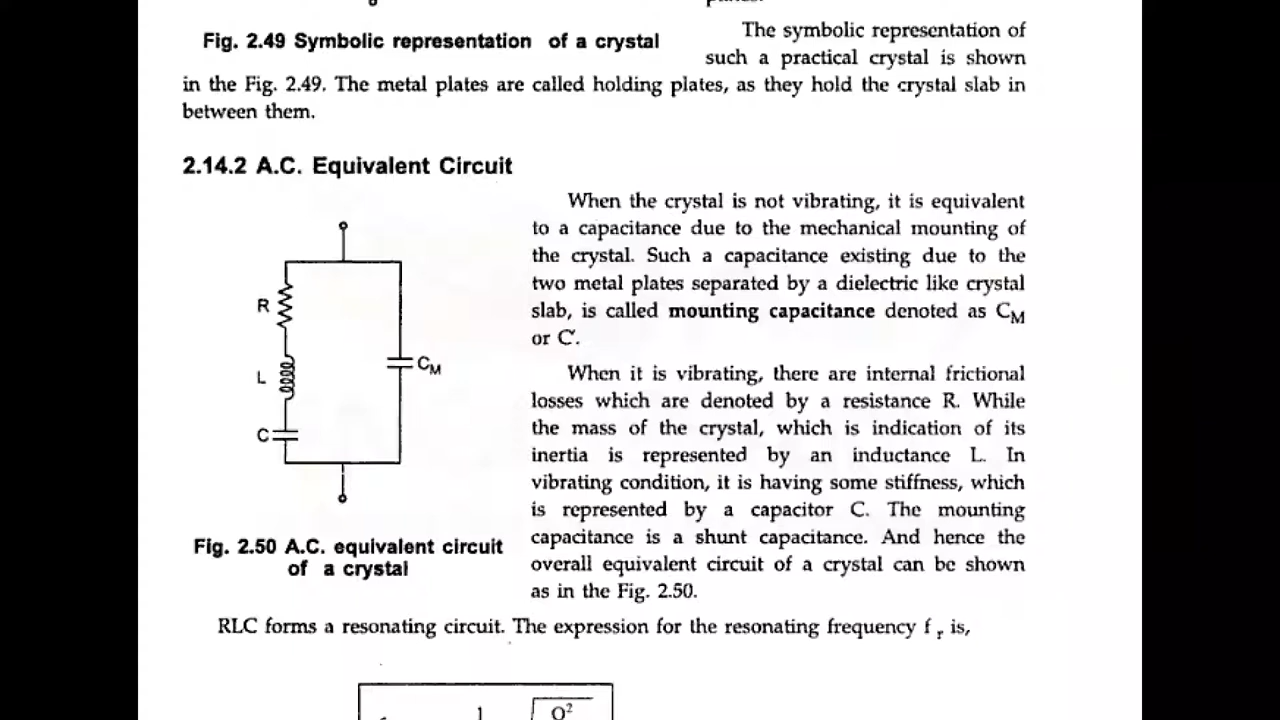 The symbolic representation of
Fig. 2.49 Symbolic representation of a crystal
such a practical crystal is shown
in the Fig. 2.49. The metal plates are called holding plates, as they hold the crystal slab in
between them.
2.14.2 A.C. Equivalent Circuit
When the crystal is not vibrating, it is equivalent
to a capacitance due to the mechanical mounting of
the crystal. Such a capacitance existing due to the
two metal plates separated by a dielectric like crystal
slab, is called mounting capacitance denoted as CM
or C'.
When it is vibrating, there are internal frictional
losses which are denoted by a resistance R. While
the mass of the crystal, which is indication of its
inertia is represented by an inductance L. In
vibrating condition, it is having some stiffness, which
is represented by a capacitor C. The mounting
capacitance is a shunt capacitance. And hence the
overall equivalent circuit of a crystal can be shown
as in the Fig. 2.50.
R
L
CM
C
Fig. 2.50 A.C. equivalent circuit
of a crystal
RLC forms a resonating circuit. The expression for the resonating frequency f r is,